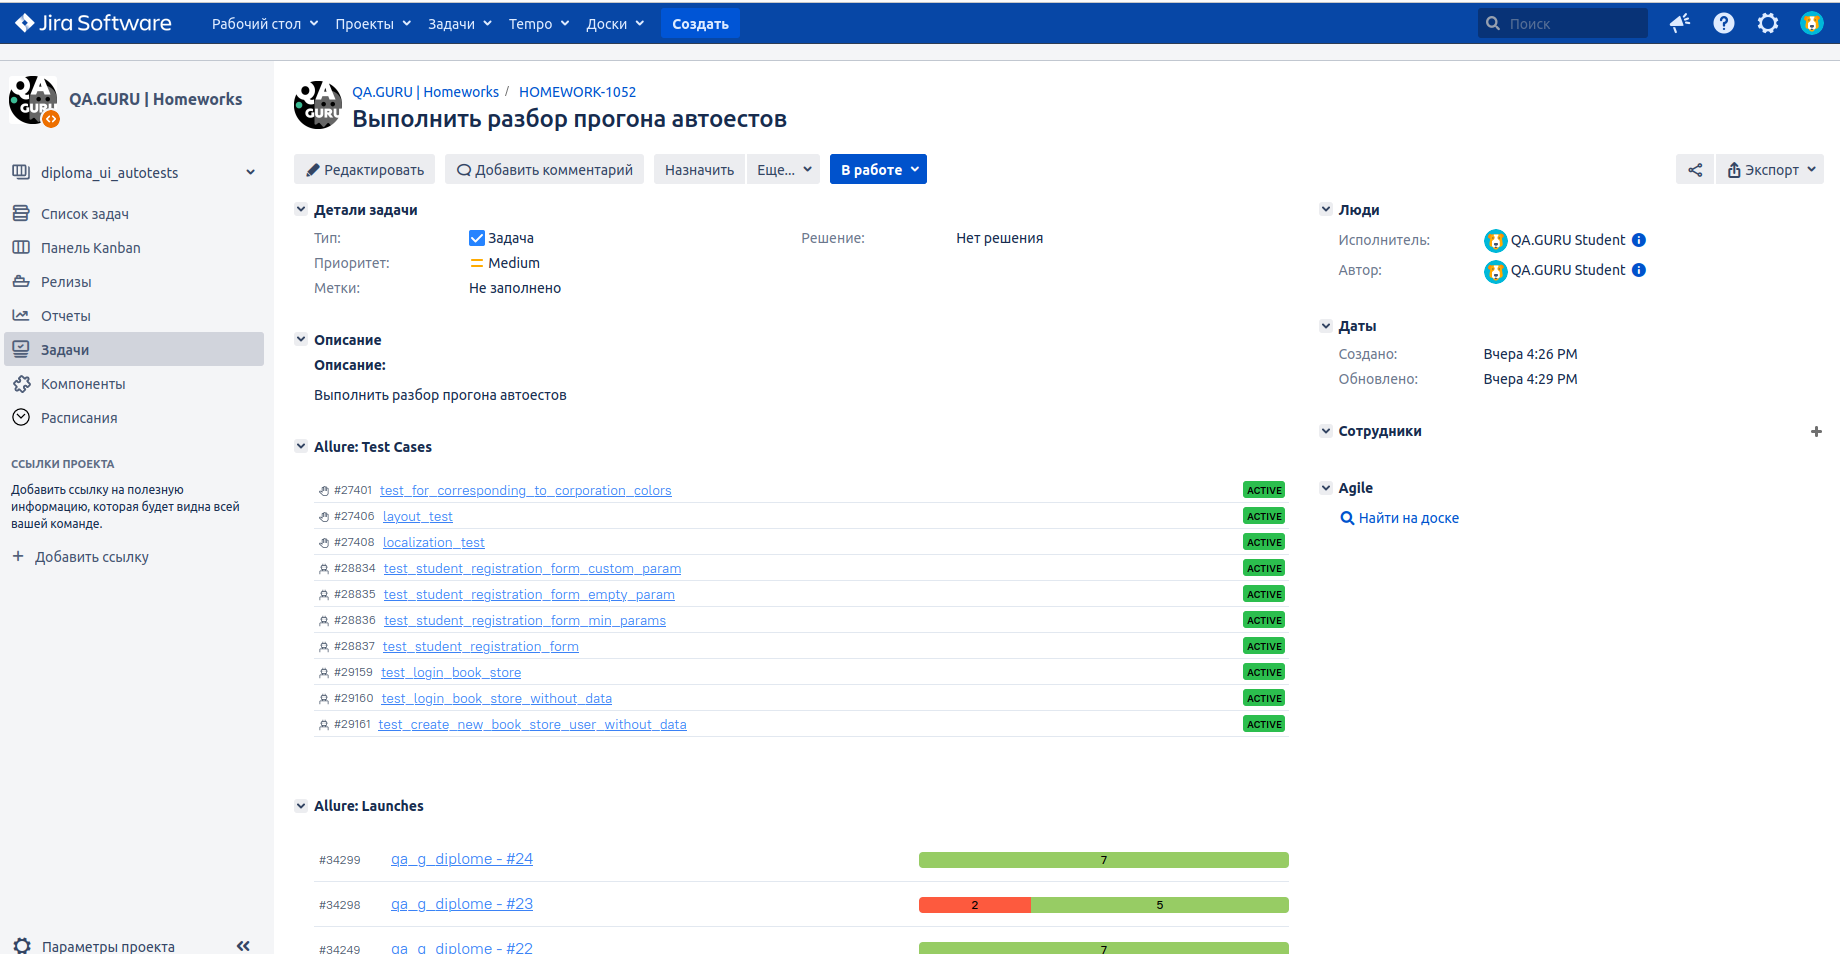 Jira Software
Рабочий стол
Проекты
Задачи
Tempo
Доски
Создать
Поиск
QA GURU
QA.GURU | Homeworks
diploma_ui_autotests
Список задач
Панель Kanban
Релизы
Отчеты
Задачи
Компоненты
Расписания
ССЫЛКИ ПРОЕКТА
Добавить ссылку на полезную
информацию, которая будет видна всей
вашей команде.
+ Добавить ссылку
Параметры проекта
QA GURU
QA.GURU | Homeworks / HOMEWORK-1052
Выполнить разбор прогона автоестов
Редактировать
Добавить комментарий
Назначить
Еще...
В работе
Экспорт
Детали задачи
Тип: Задача
Решение: Нет решения
Приоритет: Medium
Метки: Не заполнено
Описание
Описание:
Выполнить разбор прогона автоестов
Allure: Test Cases
#27401 test_for_corresponding_to_corporation_colors ACTIVE
#27406 layout_test ACTIVE
#27408 localization_test ACTIVE
#28834 test_student_registration_form_custom_param ACTIVE
#28835 test_student_registration_form_empty_param ACTIVE
#28836 test_student_registration_form_min_params ACTIVE
#28837 test_student_registration_form ACTIVE
#29159 test_login_book_store ACTIVE
#29160 test_login_book_store_without_data ACTIVE
#29161 test_create_new_book_store_user_without_data ACTIVE
Allure: Launches
#34299 qa_g_diplome - #24 7
#34298 qa_g_diplome - #23 2 5
#34249 qa_g_diplome - #22 7
Люди
Исполнитель: QA.GURU Student
Автор: QA.GURU Student
Даты
Создано: Вчера 4:26 PM
Обновлено: Вчера 4:29 PM
Сотрудники
Agile
Найти на доске